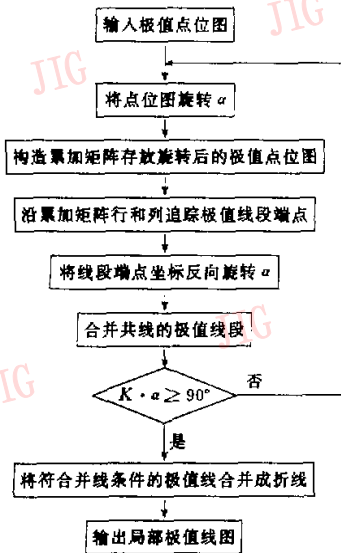 输入极值点位图
JIG
JIG
将点位图旋转 α
构造累加矩阵存放旋转后的极值点位图
沿累加矩阵行和列追踪极值线段端点
将线段端点坐标反向旋转 α
合并共线的极值线段
JIG
JIG
K·α≥90°
否
是
将符合并线条件的极值线合并成折线
输出局部极值线图